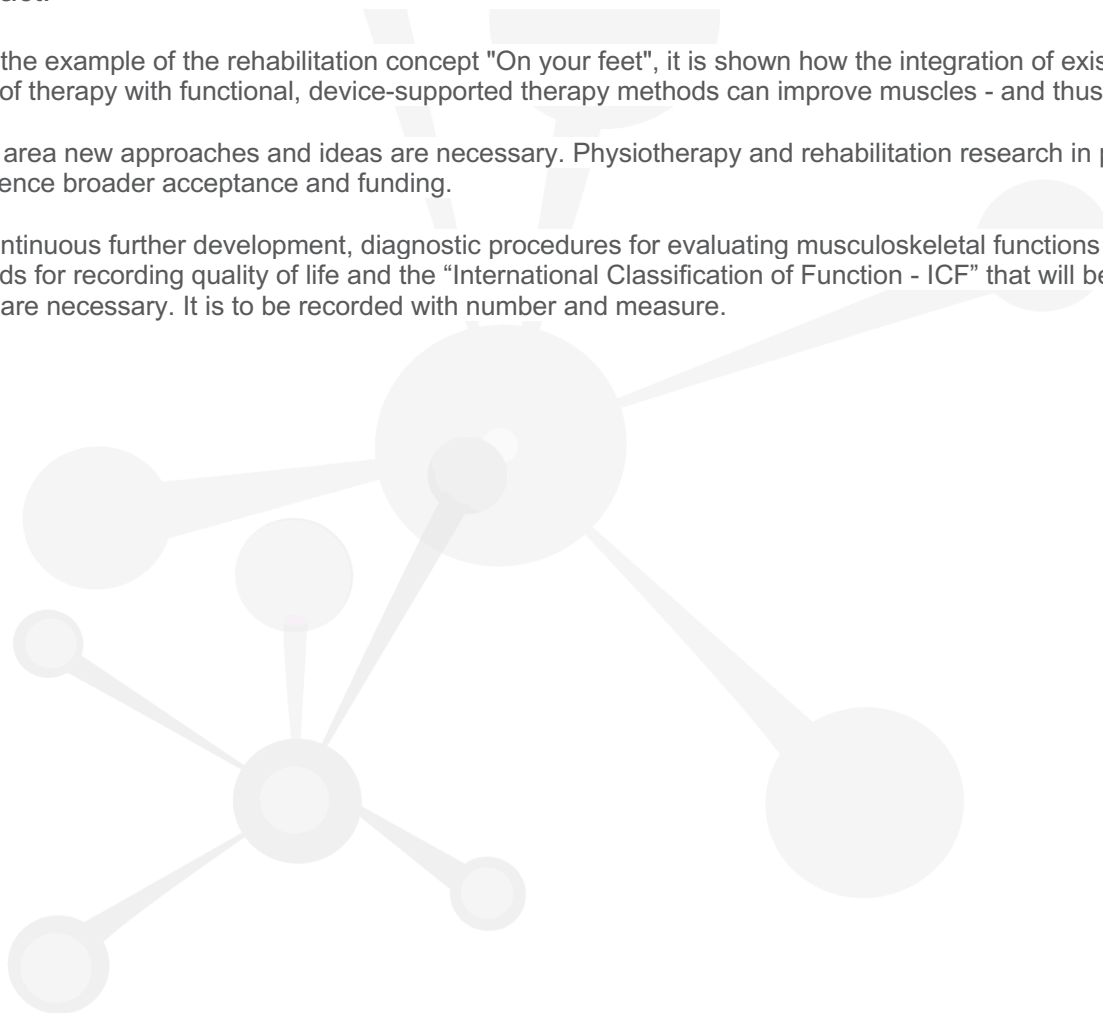 the example of the rehabilitation concept "On your feet", it is shown how the integration of exis
of therapy with functional, device-supported therapy methods can improve muscles - and thus
area new approaches and ideas are necessary. Physiotherapy and rehabilitation research in p
ence broader acceptance and funding.
ntinuous further development, diagnostic procedures for evaluating musculoskeletal functions
ds for recording quality of life and the “International Classification of Function - ICF” that will be
are necessary. It is to be recorded with number and measure.